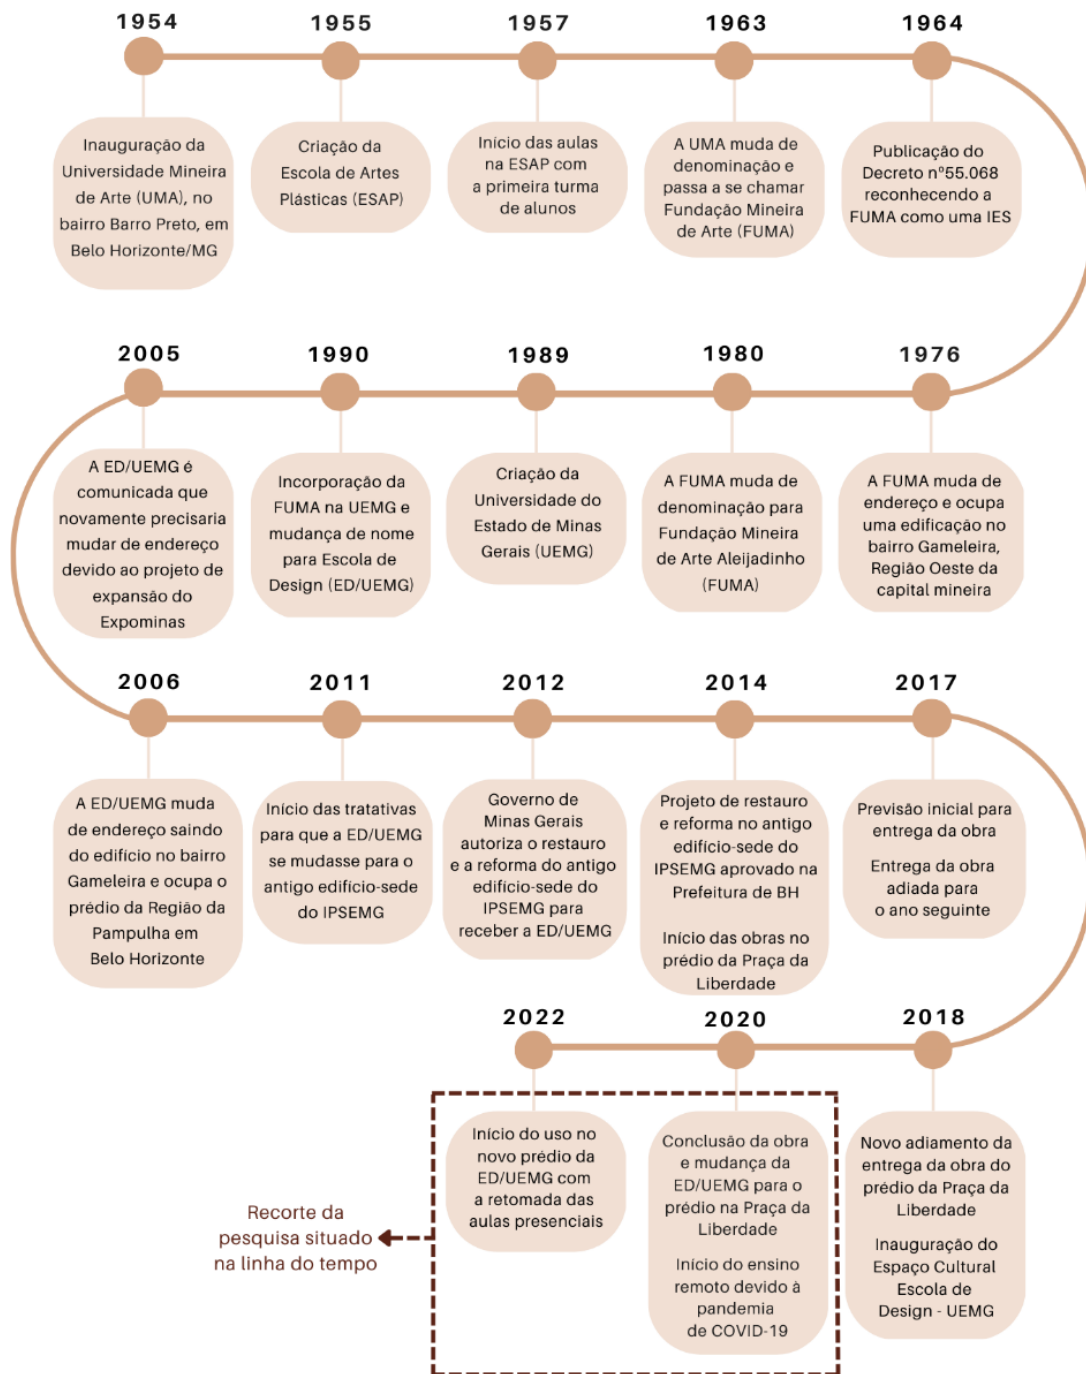 1954
Inauguração da
Universidade Mineira
de Arte (UMA), no
bairro Barro Preto, em
Belo Horizonte/MG
1955
Criação da
Escola de Artes
Plásticas (ESAP)
1957
Início das aulas
na ESAP com
a primeira turma
de alunos
1963
A UMA muda de
denominação e
passa a se chamar
Fundação Mineira
de Arte (FUMA)
1964
Publicação do
Decreto nº55.068
reconhecendo a
FUMA como uma IES
1976
A FUMA muda de
endereço e ocupa
uma edificação no
bairro Gameleira,
Região Oeste da
capital mineira
1980
A FUMA muda de
denominação para
Fundação Mineira
de Arte Aleijadinho
(FUMA)
1989
Criação da
Universidade do
Estado de Minas
Gerais (UEMG)
1990
Incorporação da
FUMA na UEMG e
mudança de nome
para Escola de
Design (ED/UEMG)
2005
A ED/UEMG é
comunicada que
novamente precisaria
mudar de endereço
devido ao projeto de
expansão do
Expominas
2006
A ED/UEMG muda
de endereço saindo
do edifício no bairro
Gameleira e ocupa o
prédio da Região da
Pampulha em
Belo Horizonte
2011
Início das tratativas
para que a ED/UEMG
se mudasse para o
antigo edifício-sede
do IPSEMG
2012
Governo de
Minas Gerais
autoriza o restauro
e a reforma do antigo
edifício-sede do
IPSEMG para
receber a ED/UEMG
2014
Projeto de restauro
e reforma no antigo
edifício-sede do
IPSEMG aprovado na
Prefeitura de BH
Início das obras no
prédio da Praça da
Liberdade
2017
Previsão inicial para
entrega da obra
Entrega da obra
adiada para
o ano seguinte
2018
Novo adiamento da
entrega da obra do
prédio da Praça da
Liberdade
Inauguração do
Espaço Cultural
Escola de
Design - UEMG
2020
Conclusão da obra
e mudança da
ED/UEMG para o
prédio na Praça da
Liberdade
Início do ensino
remoto devido à
pandemia
de COVID-19
2022
Início do uso no
novo prédio da
ED/UEMG com
a retomada das
aulas presenciais
Recorte da
pesquisa situado
na linha do tempo